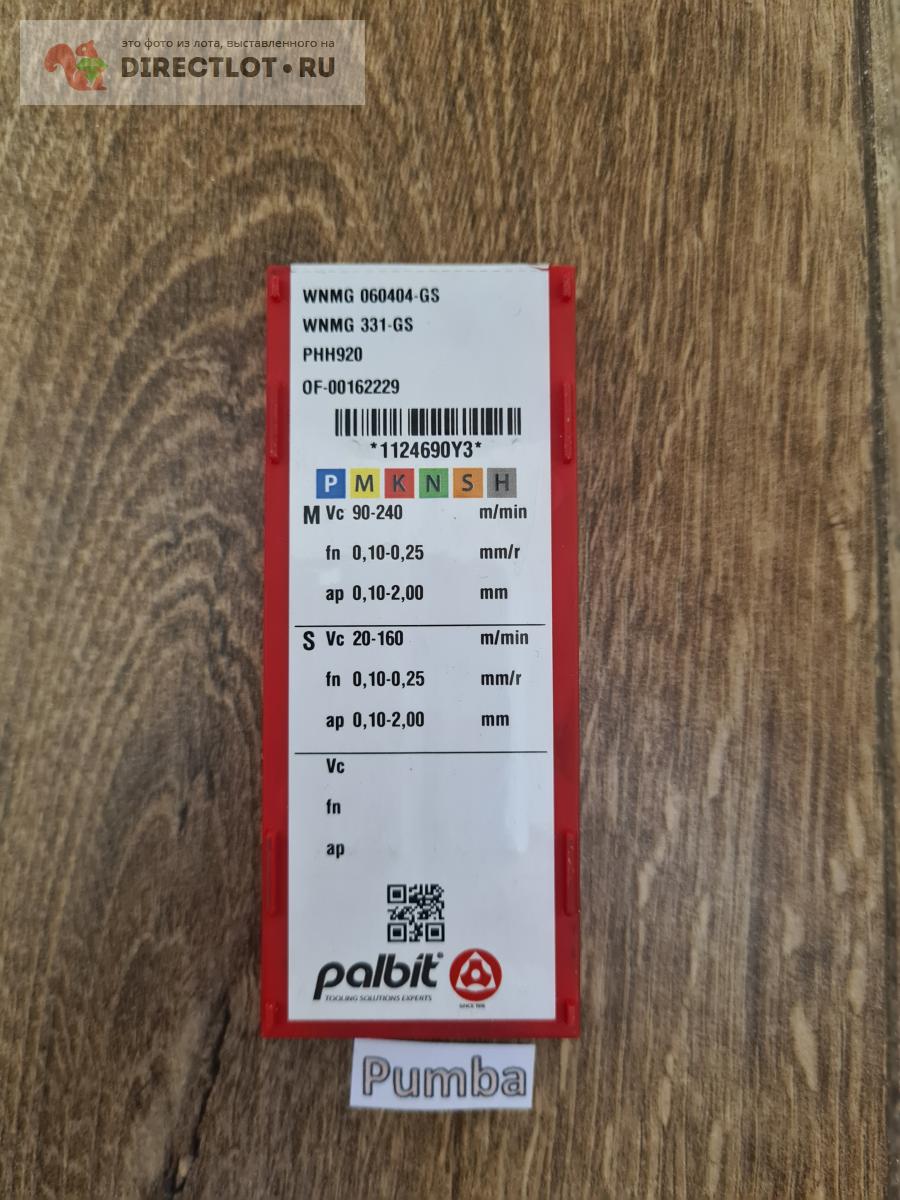 это фото из лота, выставленного на
DIRECTLOT•RU
WNMG 060404-GS
WNMG 331-GS
PHH920
OF-00162229
*1124690Y3*
P M K N S H
M Vc 90-240 m/min
fn 0,10-0,25 mm/r
ap 0,10-2,00 mm
S Vc 20-160 m/min
fn 0,10-0,25 mm/r
ap 0,10-2,00 mm
Vc
fn
ap
palbit®
TOOLING SOLUTIONS EXPERTS
Pumba